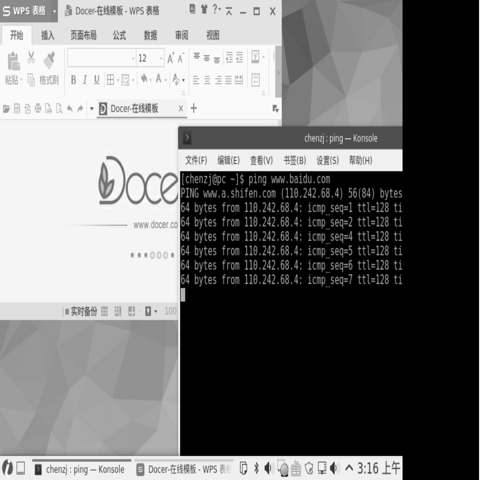 S WPS 表格
Docer-在线模板 - WPS 表格
开始 插入 页面布局 公式 数据 审阅 视图
12
粘贴 格式刷
B I U
Docer-在线模板
Doce
www.docer.co
实时备份
100
chenzj : ping — Konsole
文件(F) 编辑(E) 查看(V) 书签(B) 设置(S) 帮助(H)
[chenzj@pc ~]$ ping www.baidu.com
PING www.a.shifen.com (110.242.68.4) 56(84) bytes
64 bytes from 110.242.68.4: icmp_seq=1 ttl=128 ti
64 bytes from 110.242.68.4: icmp_seq=2 ttl=128 ti
64 bytes from 110.242.68.4: icmp_seq=4 ttl=128 ti
64 bytes from 110.242.68.4: icmp_seq=5 ttl=128 ti
64 bytes from 110.242.68.4: icmp_seq=6 ttl=128 ti
64 bytes from 110.242.68.4: icmp_seq=7 ttl=128 ti
chenzj : ping — Konsole
Docer-在线模板 - WPS 表
3:16 上午